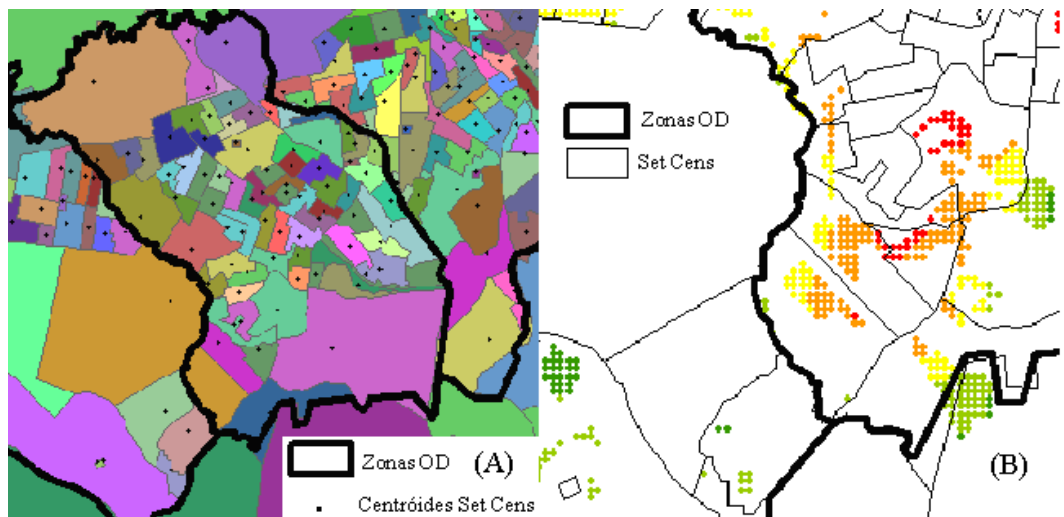 Zonas OD
Set Cens
(A)
Zonas OD
Centróides Set Cens
(B)